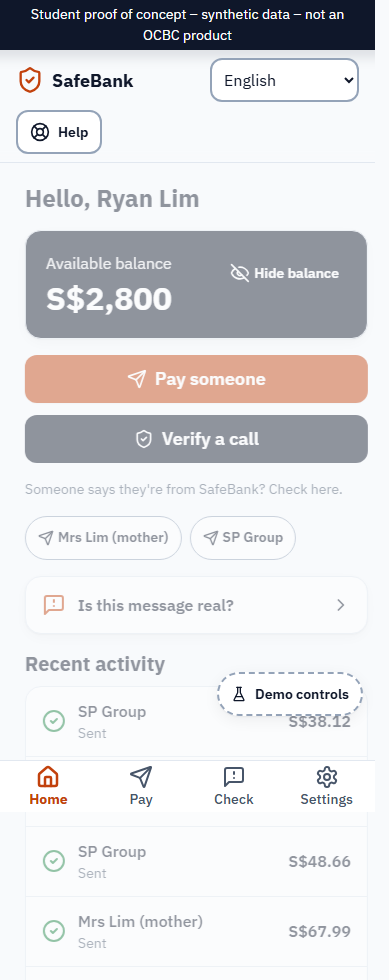 Student proof of concept – synthetic data – not an
OCBC product
SafeBank
English
Help
Hello, Ryan Lim
Available balance
S$2,800
Hide balance
Pay someone
Verify a call
Someone says they're from SafeBank? Check here.
Mrs Lim (mother)
SP Group
Is this message real?
Recent activity
Demo controls
SP Group
Sent
S$38.12
Home
Pay
Check
Settings
SP Group
Sent
S$48.66
Mrs Lim (mother)
Sent
S$67.99